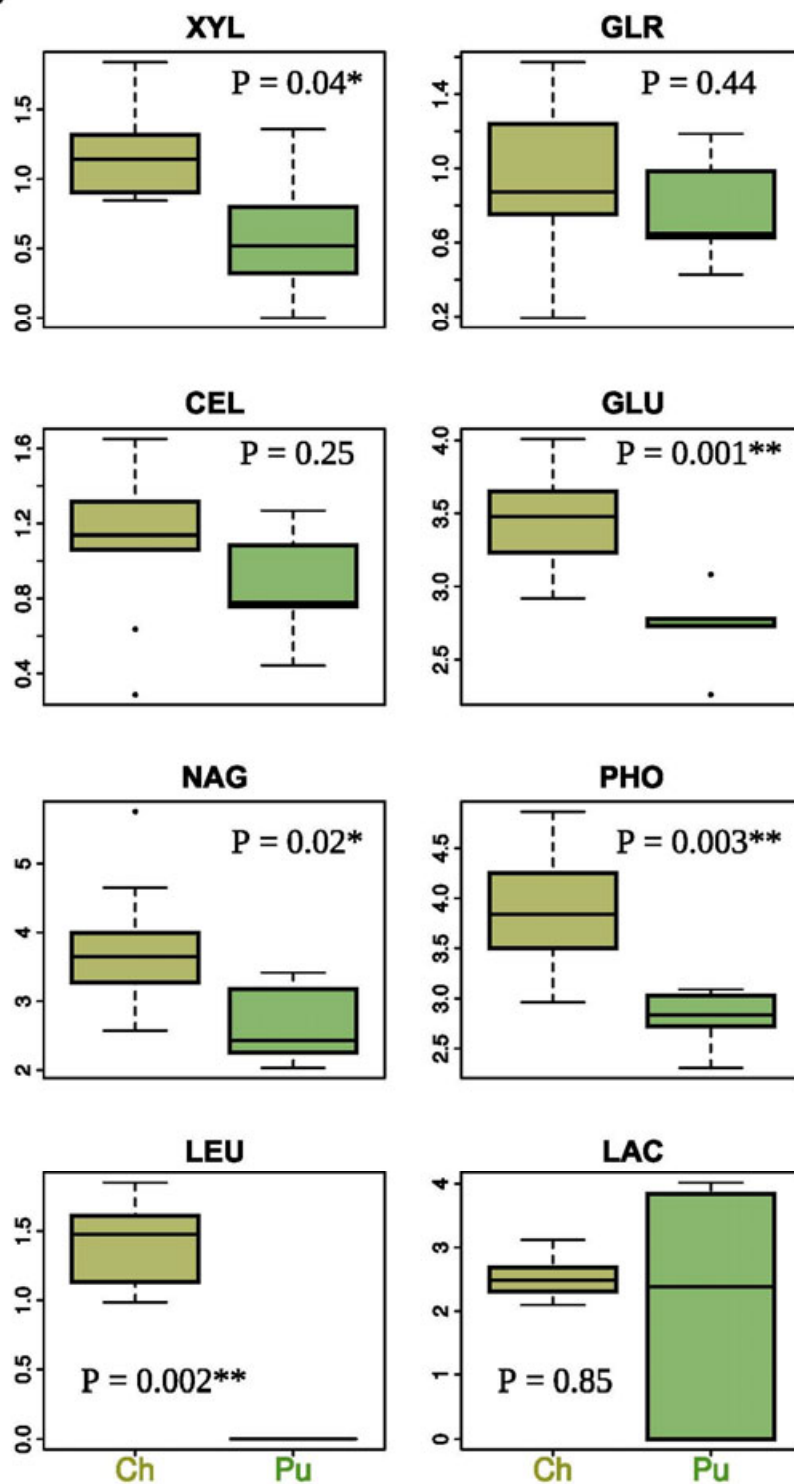 XYL
P = 0.04*
0.0 0.5 1.0 1.5
GLR
P = 0.44
0.2 0.6 1.0 1.4
CEL
P = 0.25
0.4 0.8 1.2 1.6
GLU
P = 0.001**
2.5 3.0 3.5 4.0
NAG
P = 0.02*
2 3 4 5
PHO
P = 0.003**
2.5 3.0 3.5 4.0 4.5
LEU
P = 0.002**
0.0 0.5 1.0 1.5
Ch Pu
LAC
P = 0.85
0 1 2 3 4
Ch Pu